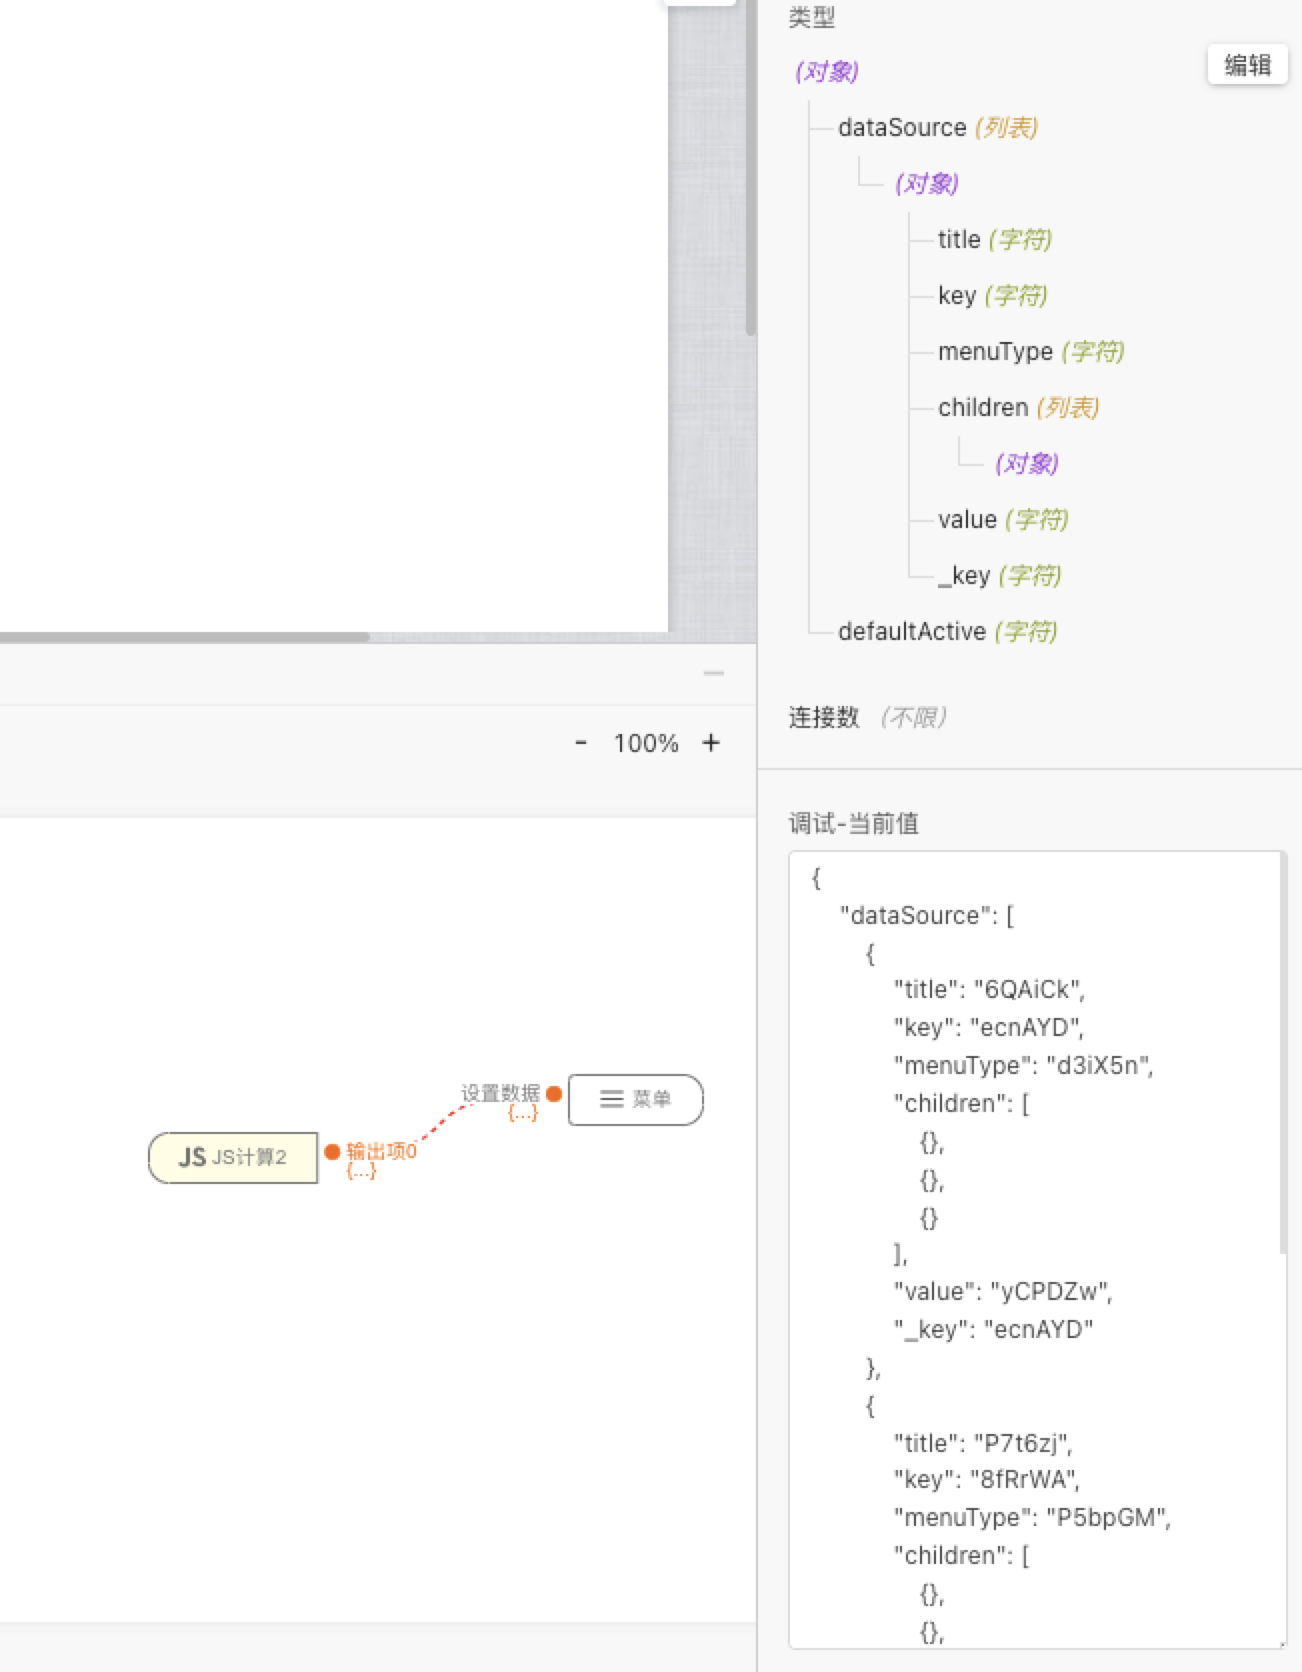 类型
(对象)
编辑
dataSource (列表)
(对象)
title (字符)
key (字符)
menuType (字符)
children (列表)
(对象)
value (字符)
_key (字符)
defaultActive (字符)
连接数 （不限）
- 100% +
调试-当前值
{
"dataSource": [
{
"title": "6QAiCk",
"key": "ecnAYD",
"menuType": "d3iX5n",
"children": [
{},
{},
{}
],
"value": "yCPDZw",
"_key": "ecnAYD"
},
{
"title": "P7t6zj",
"key": "8fRrWA",
"menuType": "P5bpGM",
"children": [
{},
{},
设置数据
{...}
菜单
JS JS计算2
输出项0
{...}